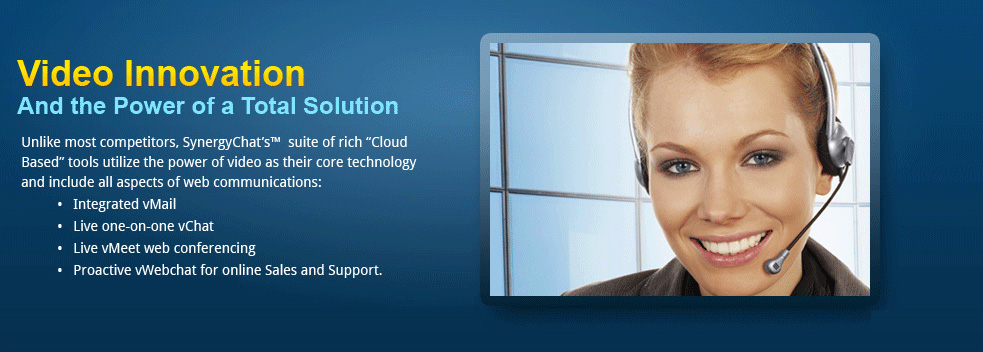 Video Innovation
And the Power of a Total Solution
Unlike most competitors, SynergyChat’s™ suite of rich “Cloud
Based” tools utilize the power of video as their core technology
and include all aspects of web communications:
• Integrated vMail
• Live one-on-one vChat
• Live vMeet web conferencing
• Proactive vWebchat for online Sales and Support.